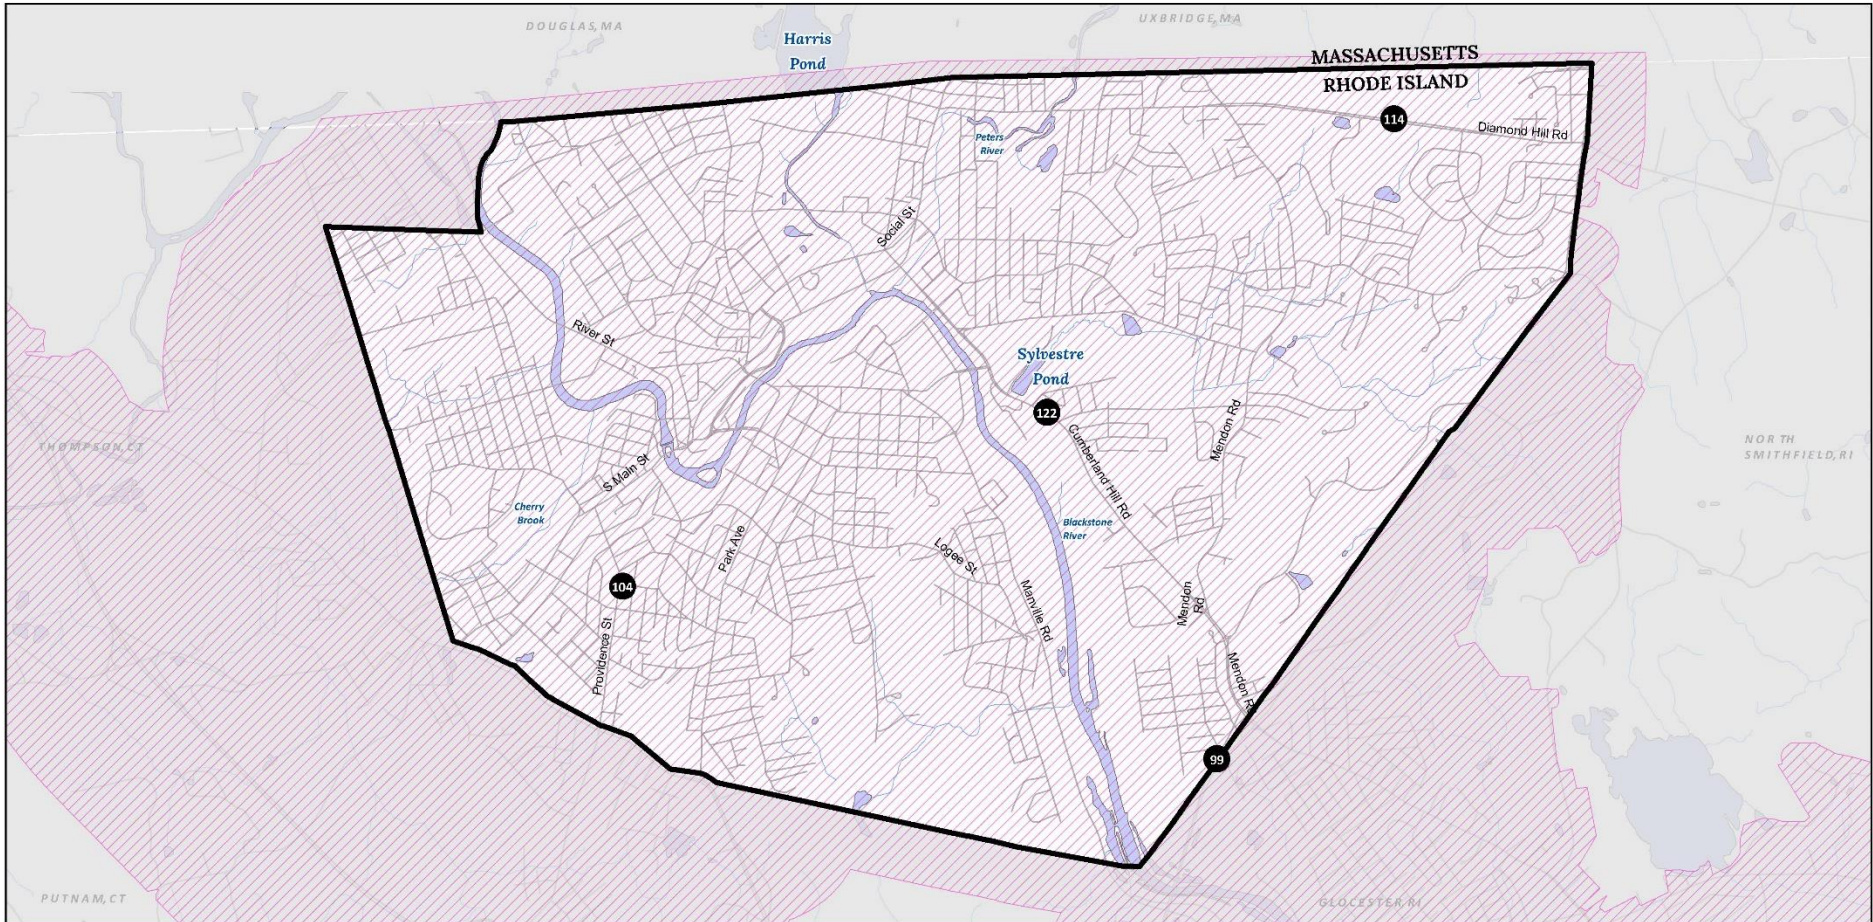 DOUGLAS, MA
UXBRIDGE, MA
Harris
Pond
MASSACHUSETTS
RHODE ISLAND
114
Diamond Hill Rd
Peters
River
Social St
River St
Sylvestre
Pond
122
Cumberland Hill Rd
Mendon Rd
THOMPSON, CT
NORTH
SMITHFIELD, RI
S Main St
Cherry
Brook
Park Ave
Logee St
Blackstone
River
104
Manville Rd
Mendon
Rd
Providence St
Mendon Rd
99
PUTNAM, CT
GLOCESTER, RI